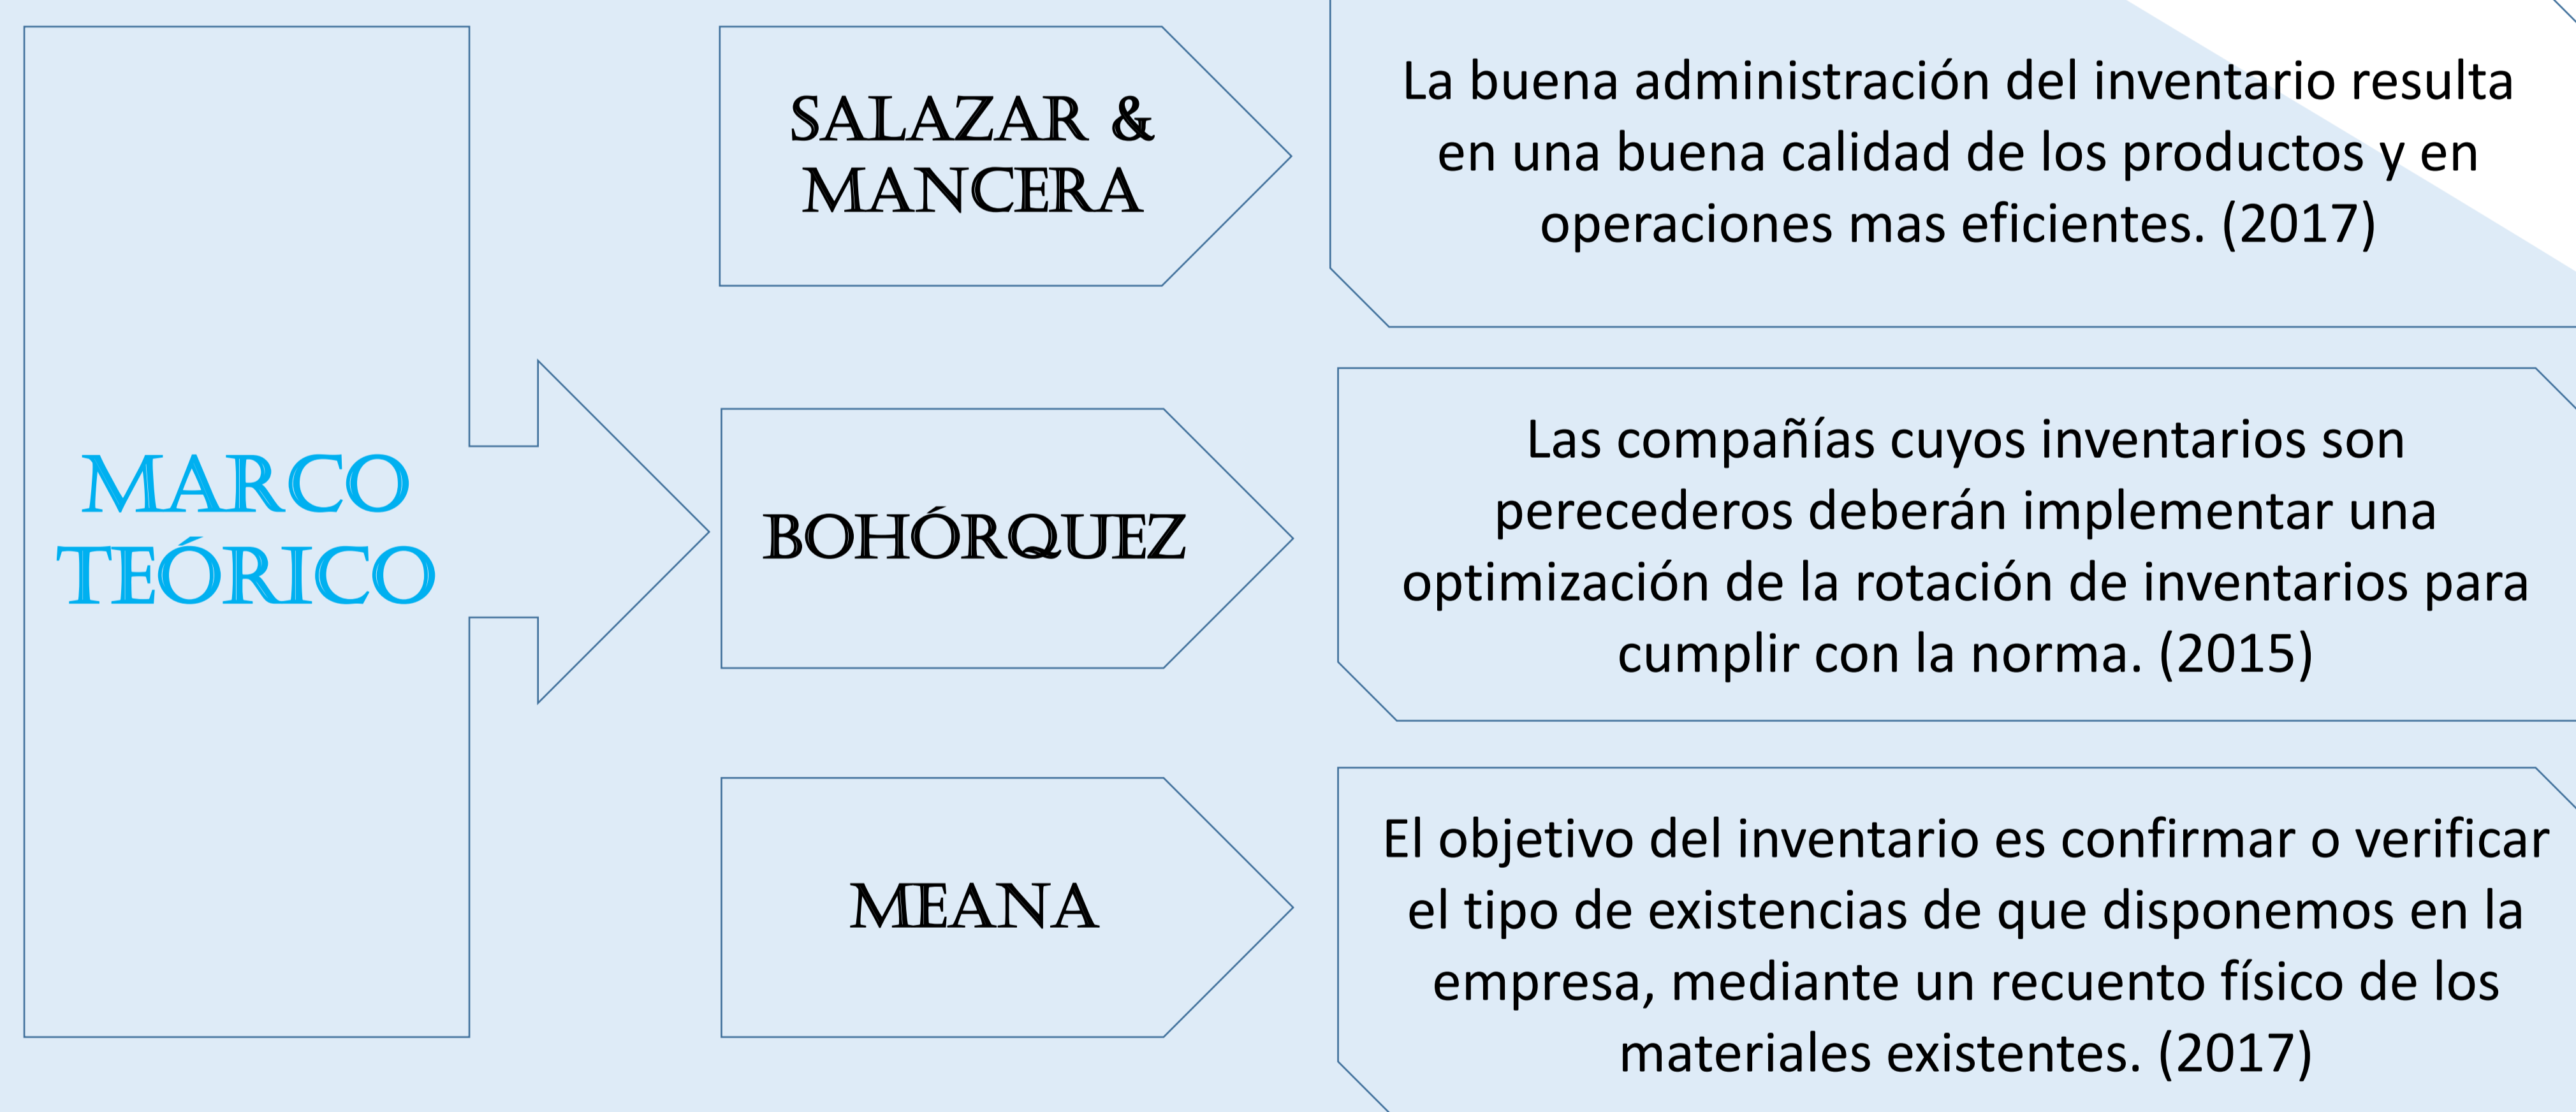 MARCO
TEÓRICO
SALAZAR &
MANCERA
La buena administración del inventario resulta
en una buena calidad de los productos y en
operaciones mas eficientes. (2017)
BOHÓRQUEZ
Las compañías cuyos inventarios son
perecederos deberán implementar una
optimización de la rotación de inventarios para
cumplir con la norma. (2015)
MEANA
El objetivo del inventario es confirmar o verificar
el tipo de existencias de que disponemos en la
empresa, mediante un recuento físico de los
materiales existentes. (2017)